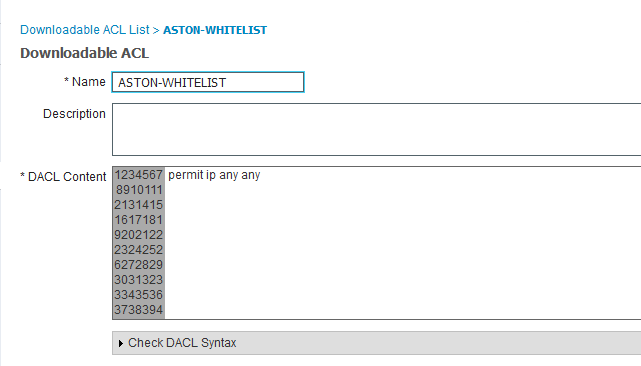 Downloadable ACL List > ASTON-WHITELIST
Downloadable ACL
* Name ASTON-WHITELIST
Description
* DACL Content 1234567 permit ip any any
8910111
2131415
1617181
9202122
2324252
6272829
3031323
3343536
3738394
Check DACL Syntax